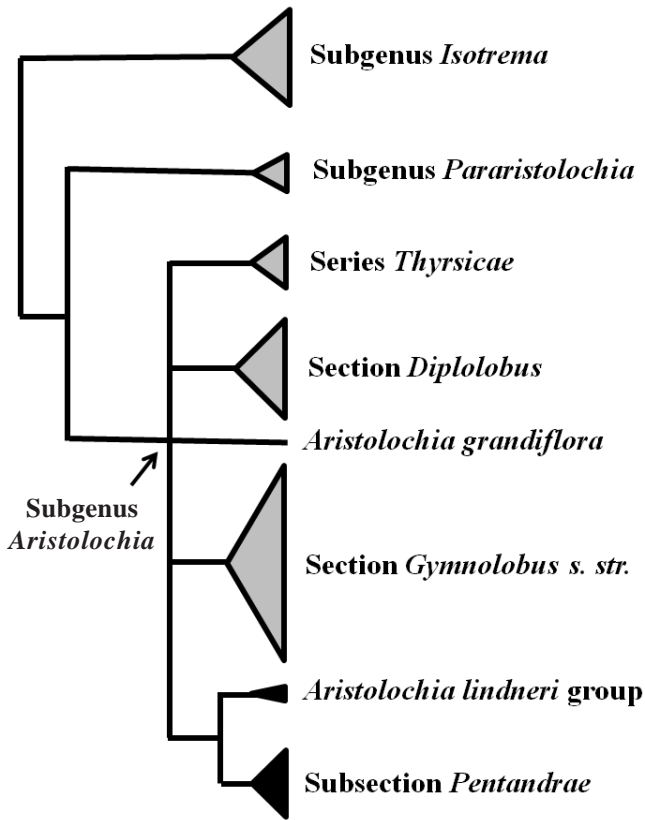 Subgenus Isotrema
Subgenus Pararistolochia
Series Thyrsicae
Section Diplolobus
Aristolochia grandiflora
Subgenus
Aristolochia
Section Gymnolobus s. str.
Aristolochia lindneri group
Subsection Pentandrae